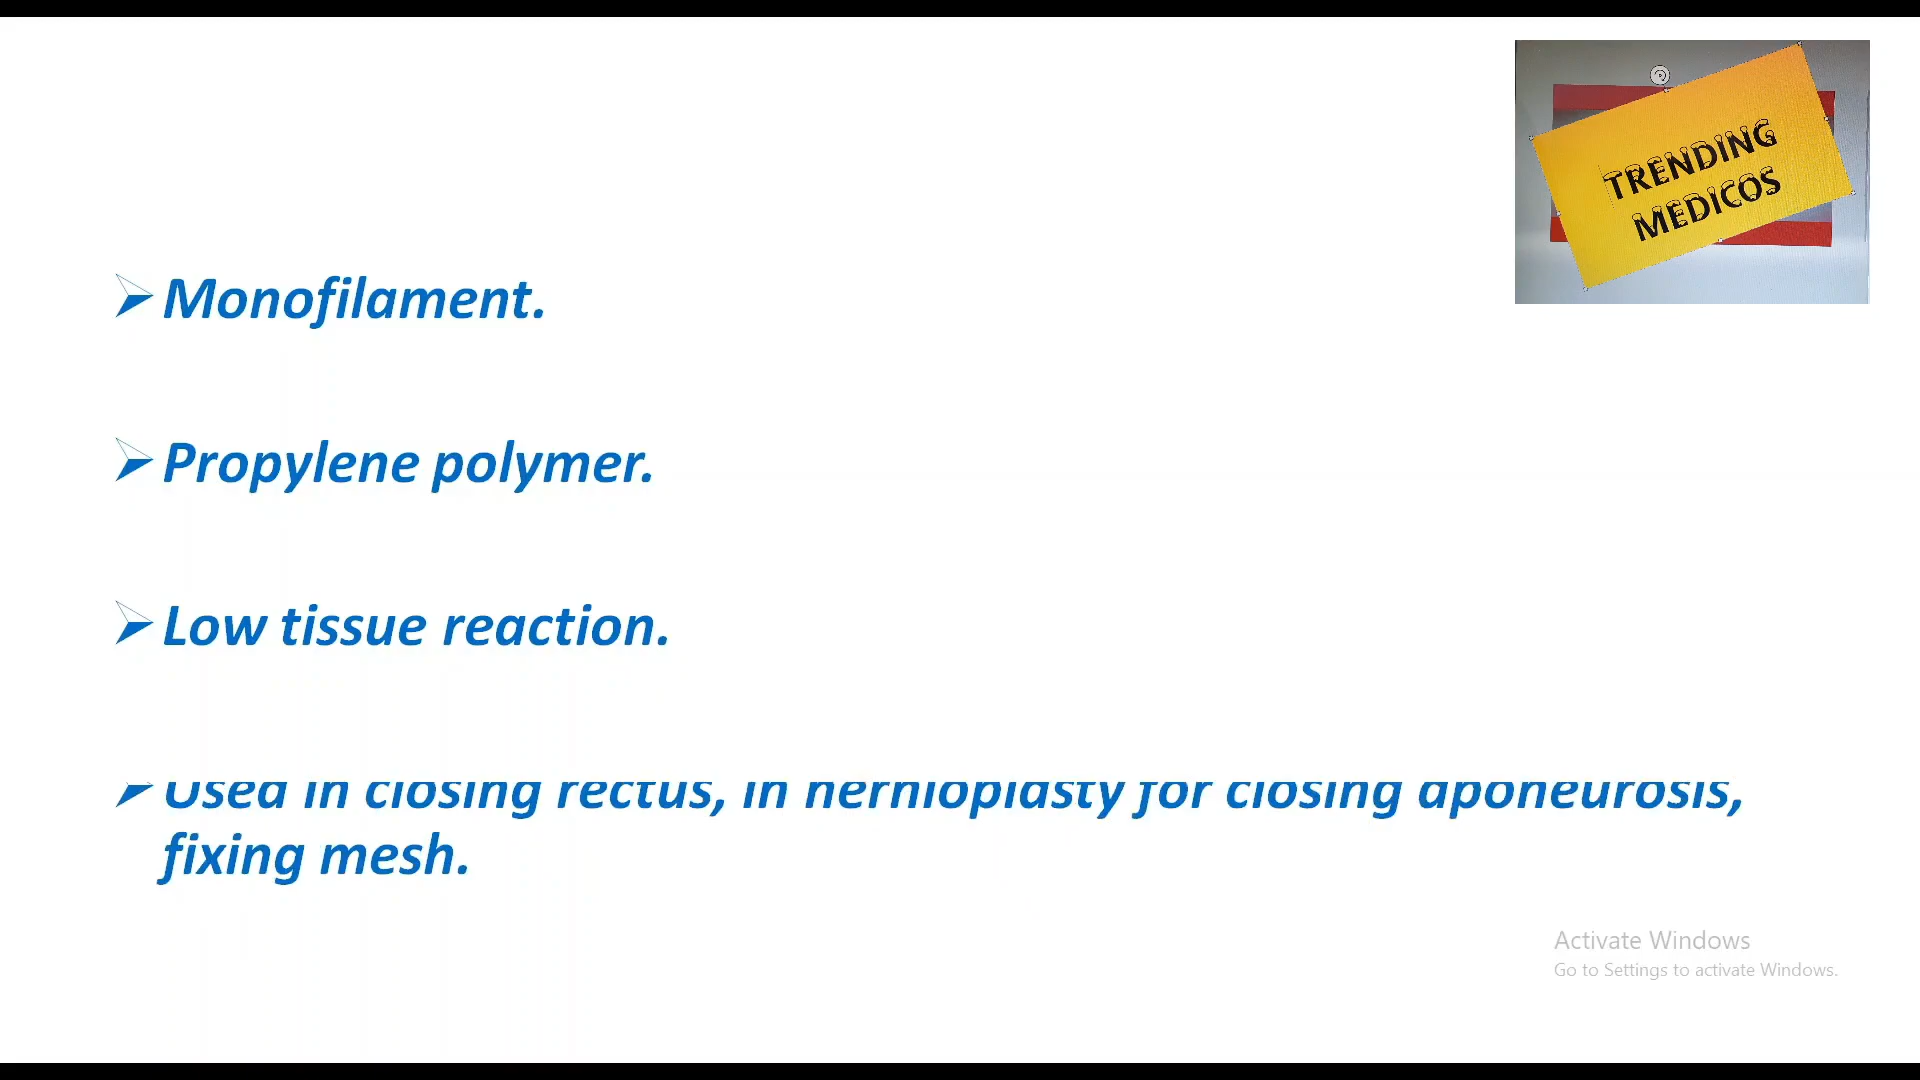 TRENDING
MEDICOS
Monofilament.
Propylene polymer.
Low tissue reaction.
Used in closing rectus, in hernioplasty for closing aponeurosis,
fixing mesh.
Activate Windows
Go to Settings to activate Windows.